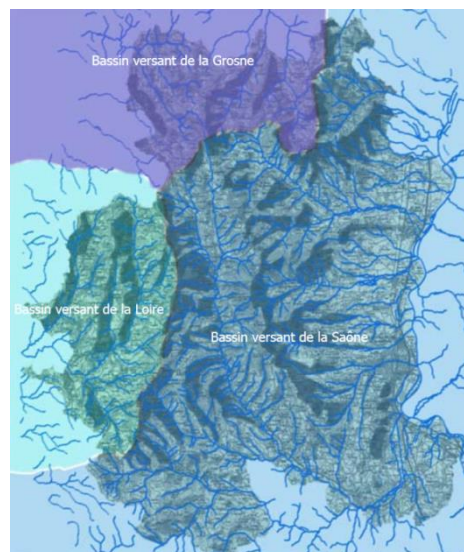 Bassin versant de la Grosne
Bassin versant de la Loire
Bassin versant de la Saône